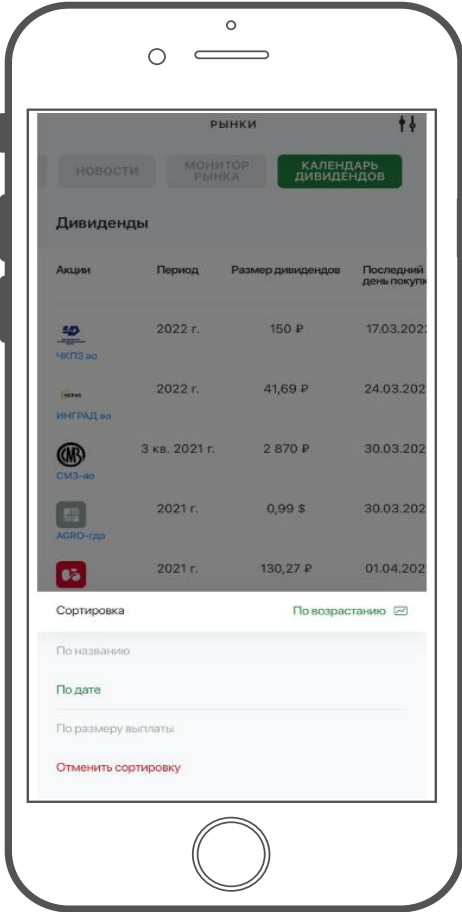 РЫНКИ
НОВОСТИ
МОНИТОР
РЫНКА
КАЛЕНДАРЬ
ДИВИДЕНДОВ
Дивиденды
Акции Период Размер дивидендов Последний
день покупк
2022 г. 150 ₽ 17.03.202
ЧКПЗ ао
2022 г. 41,69 ₽ 24.03.202
ИНГРАД ао
СМЗ
3 кв. 2021 г. 2 870 ₽ 30.03.202
СМЗ-ао
2021 г. 0,99 $ 30.03.202
AGRO-гдр
2021 г. 130,27 ₽ 01.04.202
Сортировка По возрастанию
По названию
По дате
По размеру выплаты
Отменить сортировку